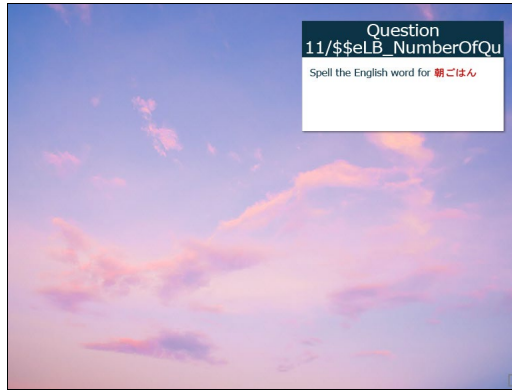 Question
11/$$eLB_NumberOfQu
Spell the English word for 朝ごはん